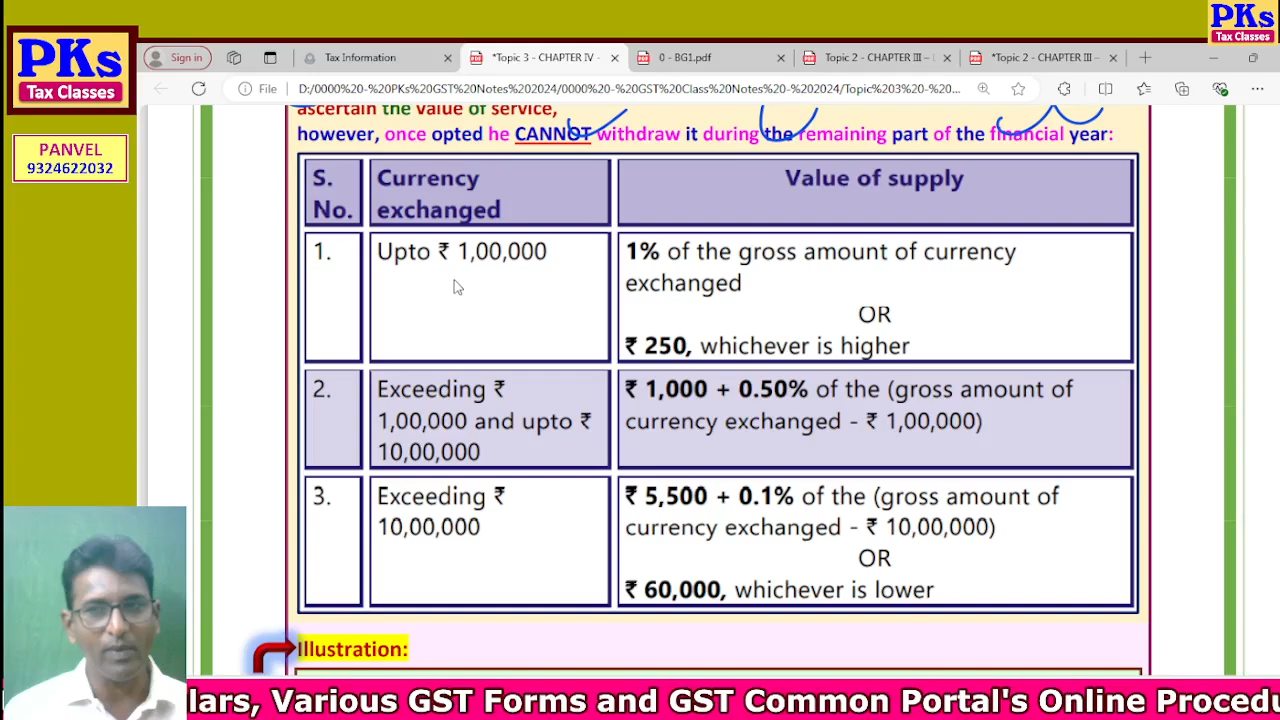 PKs
Tax Classes
PKs
Tax Classes
PANVEL
9324622032
Sign in
Tax Information
*Topic 3 - CHAPTER IV -
0 - BG1.pdf
Topic 2 - CHAPTER III –
*Topic 2 - CHAPTER III –
File
D:/0000%20-%20PKs%20GST%20Notes%202024/0000%20-%20GST%20Class%20Notes%20-%202024/Topic%203%20-%20...
ascertain the value of service,
however, once opted he CANNOT withdraw it during the remaining part of the financial year:
S. No.
Currency exchanged
Value of supply
1.
Upto ₹ 1,00,000
1% of the gross amount of currency
exchanged
OR
₹ 250, whichever is higher
2.
Exceeding ₹
1,00,000 and upto ₹
10,00,000
₹ 1,000 + 0.50% of the (gross amount of
currency exchanged - ₹ 1,00,000)
3.
Exceeding ₹
10,00,000
₹ 5,500 + 0.1% of the (gross amount of
currency exchanged - ₹ 10,00,000)
OR
₹ 60,000, whichever is lower
Illustration:
llars, Various GST Forms and GST Common Portal's Online Procedu